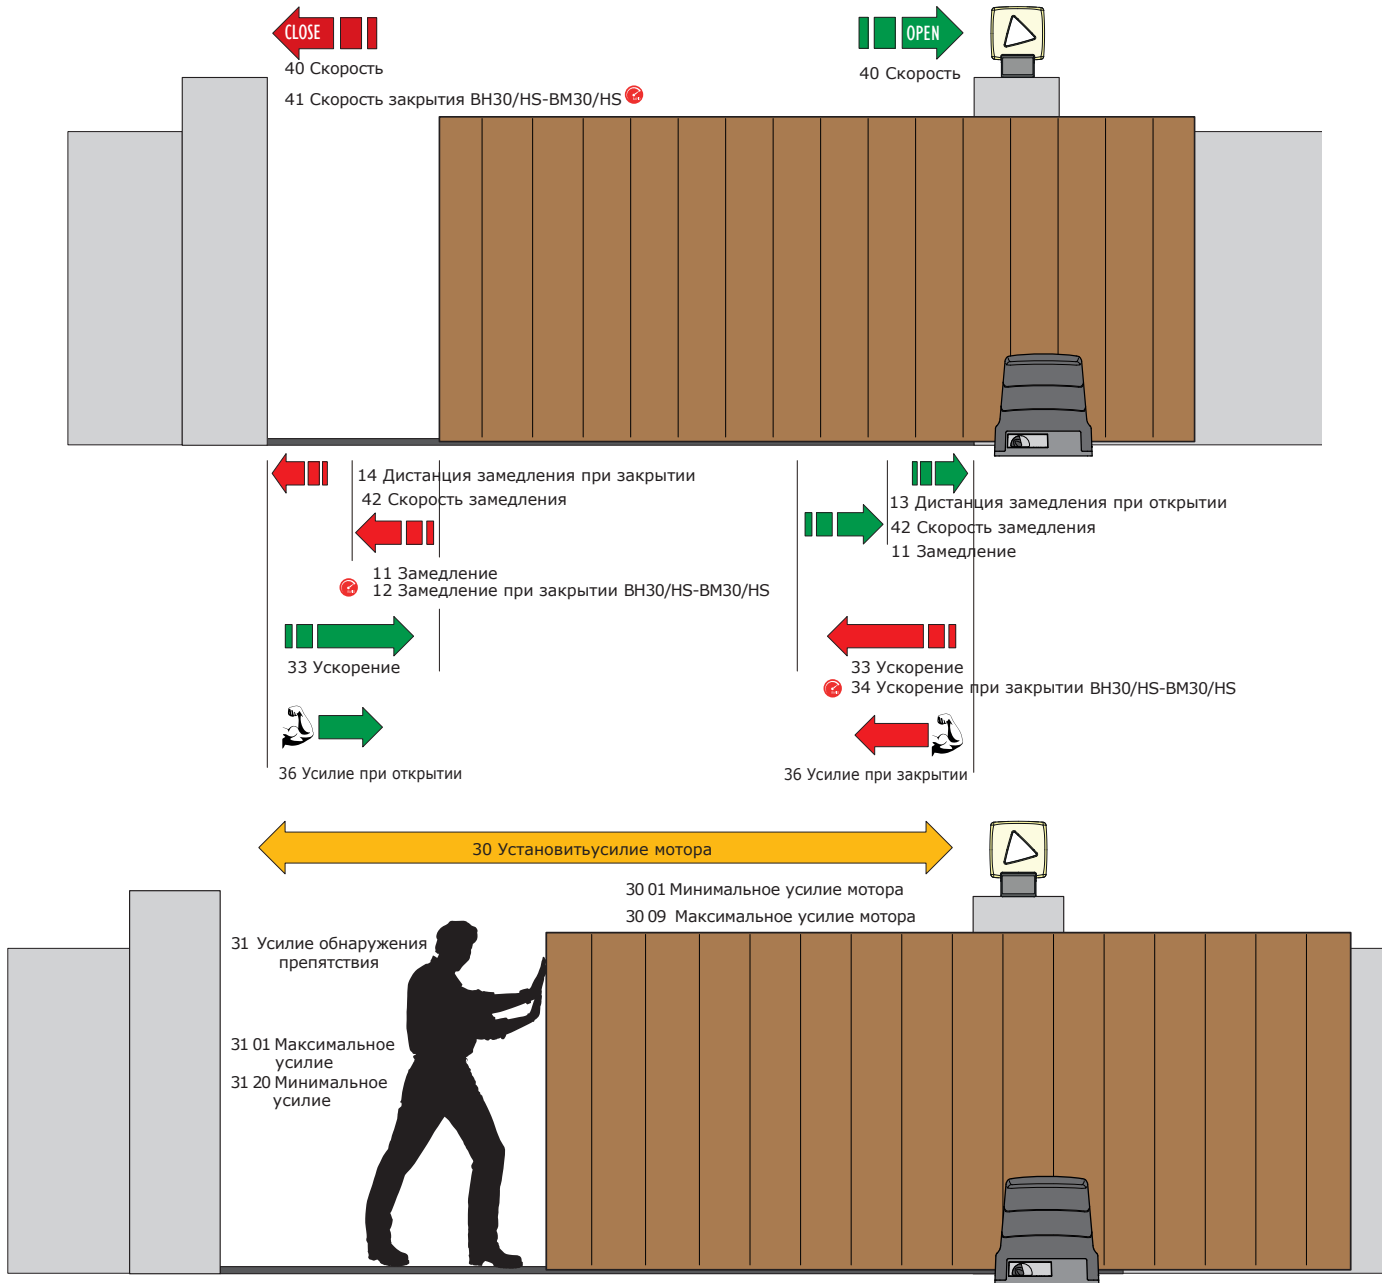 CLOSE
OPEN
40 Скорость
40 Скорость
41 Скорость закрытия BH30/HS-BM30/HS
14 Дистанция замедления при закрытии
42 Скорость замедления
13 Дистанция замедления при открытии
42 Скорость замедления
11 Замедление
11 Замедление
12 Замедление при закрытии BH30/HS-BM30/HS
33 Ускорение
33 Ускорение
34 Ускорение при закрытии BH30/HS-BM30/HS
36 Усилие при открытии
36 Усилие при закрытии
30 Установитьусилие мотора
30 01 Минимальное усилие мотора
30 09 Максимальное усилие мотора
31 Усилие обнаружения
препятствия
31 01 Максимальное
усилие
31 20 Минимальное
усилие